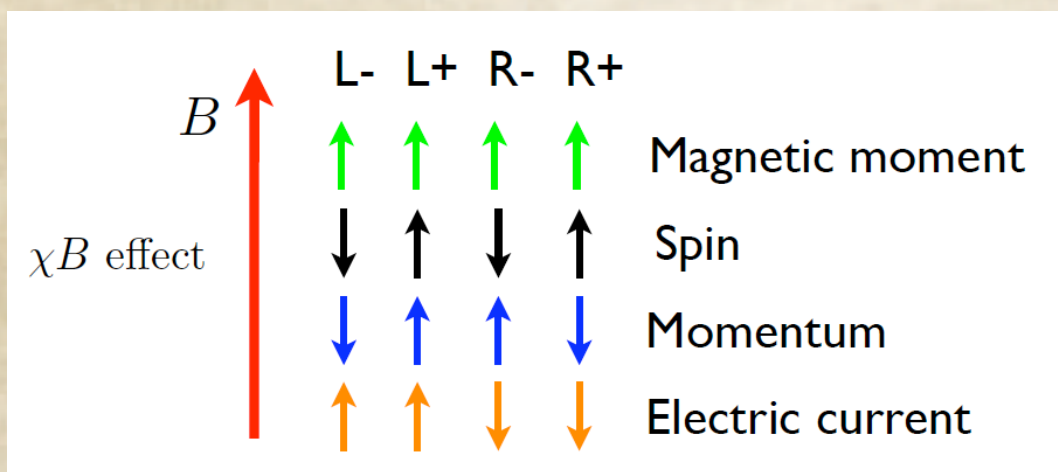 L- L+ R- R+
B
Magnetic moment
χB effect
Spin
Momentum
Electric current